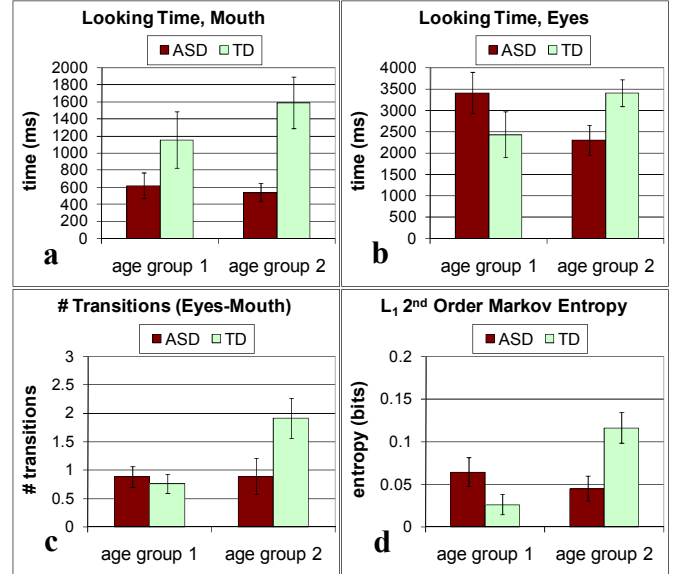 Looking Time, Mouth
ASD TD
2000
1800
1600
1400
1200
1000
800
600
400
200
0
time (ms)
age group 1 age group 2
a
Looking Time, Eyes
ASD TD
4000
3500
3000
2500
2000
1500
1000
500
0
time (ms)
age group 1 age group 2
b
# Transitions (Eyes-Mouth)
ASD TD
3
2.5
2
1.5
1
0.5
0
# transitions
age group 1 age group 2
c
L₁ 2ⁿᵈ Order Markov Entropy
ASD TD
0.2
0.15
0.1
0.05
0
entropy (bits)
age group 1 age group 2
d